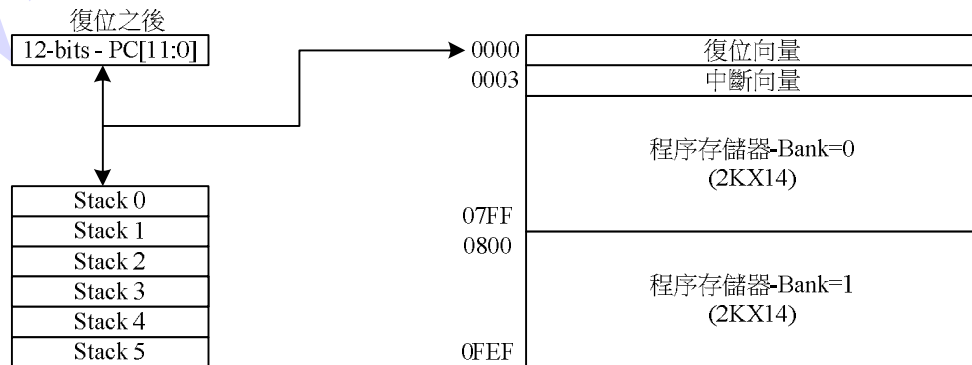 復位之後
12-bits - PC[11:0]
Stack 0
Stack 1
Stack 2
Stack 3
Stack 4
Stack 5
0000
復位向量
0003
中斷向量
程序存儲器-Bank=0
(2KX14)
07FF
0800
程序存儲器-Bank=1
(2KX14)
0FEF